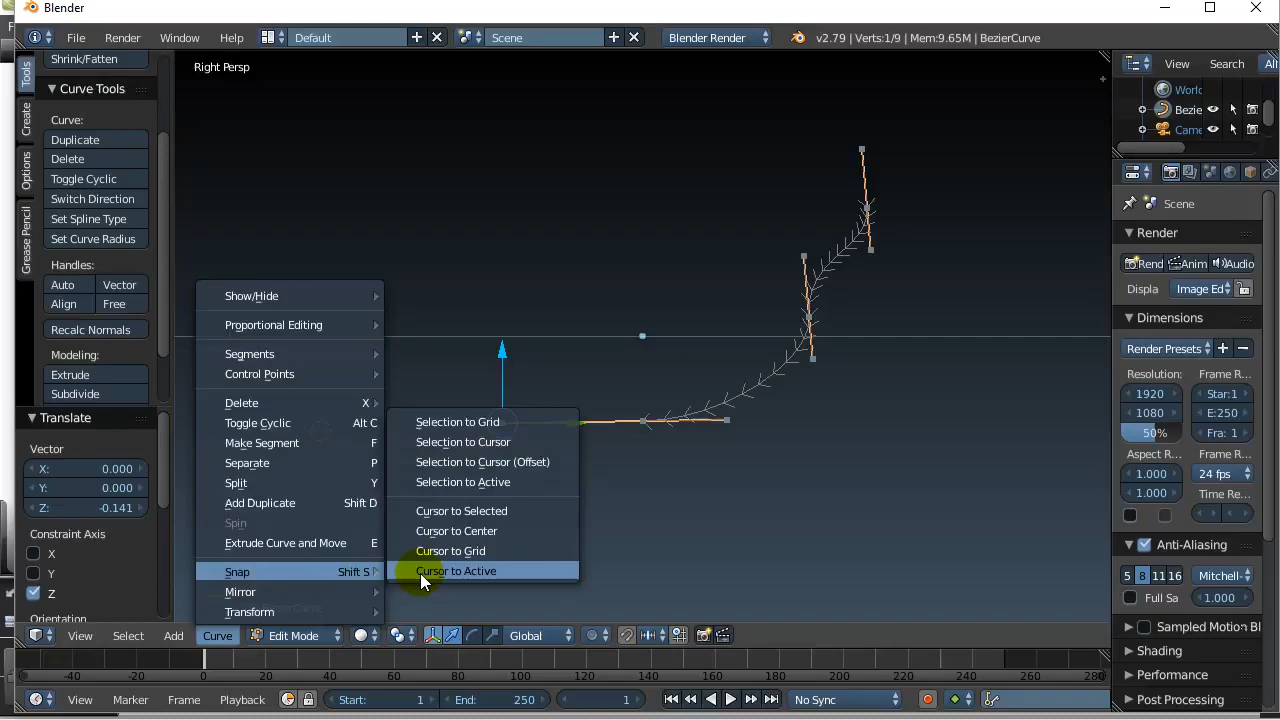 Blender
File Render Window Help Default Scene Blender Render v2.79 | Verts:1/9 | Mem:9.65M | BezierCurve
Shrink/Fatten
Curve Tools
Curve:
Duplicate
Delete
Toggle Cyclic
Switch Direction
Set Spline Type
Set Curve Radius
Handles:
Auto Vector
Align Free
Recalc Normals
Modeling:
Extrude
Subdivide
Translate
Vector
X: 0.000
Y: 0.000
Z: -0.141
Constraint Axis
X
Y
Z
Orientation
Tools
Create
Options
Grease Pencil
Right Persp
Show/Hide
Proportional Editing
Segments
Control Points
Delete X
Toggle Cyclic Alt C
Make Segment F
Separate P
Split Y
Add Duplicate Shift D
Spin
Extrude Curve and Move E
Snap Shift S
Mirror
Transform
Selection to Grid
Selection to Cursor
Selection to Cursor (Offset)
Selection to Active
Cursor to Selected
Cursor to Center
Cursor to Grid
Cursor to Active
View Select Add Curve Edit Mode Global
-40 -20 0 20 40 60 80 100 120 140 160 180 200 220 240 260 280
View Marker Frame Playback Start: 1 End: 250 1 No Sync
View Search All
World
Bezie
Came
Scene
Render
Rend Anim Audio
Displa Image Ed
Dimensions
Render Presets
Resolution: Frame R...
1920 Star:1
1080 E:250
50% Fra: 1
Aspect R... Frame R...
1.000 24 fps
1.000 Time Re...
Anti-Aliasing
5 8 11 16 Mitchell-
Full Sa 1.000
Sampled Motion Bl
Shading
Performance
Post Processing